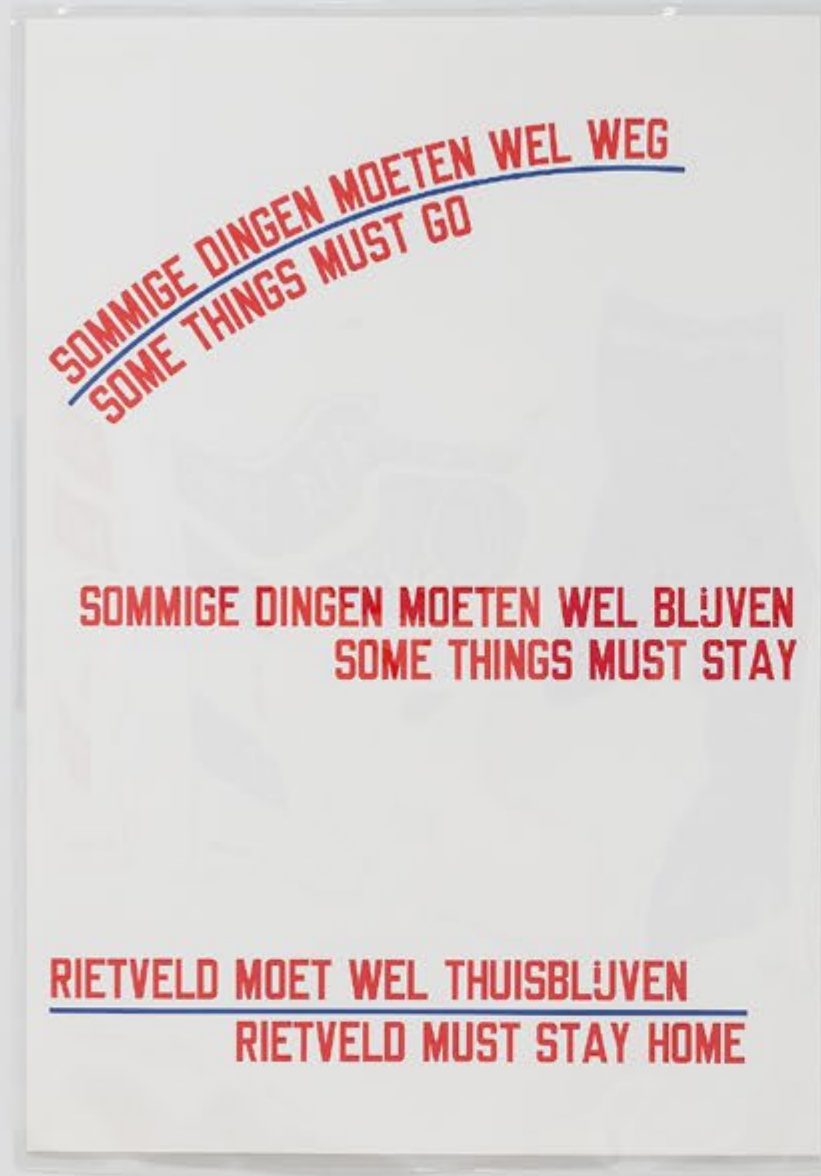 SOMMIGE DINGEN MOETEN WEL WEG
SOME THINGS MUST GO
SOMMIGE DINGEN MOETEN WEL BLIJVEN
SOME THINGS MUST STAY
RIETVELD MOET WEL THUISBLIJVEN
RIETVELD MUST STAY HOME